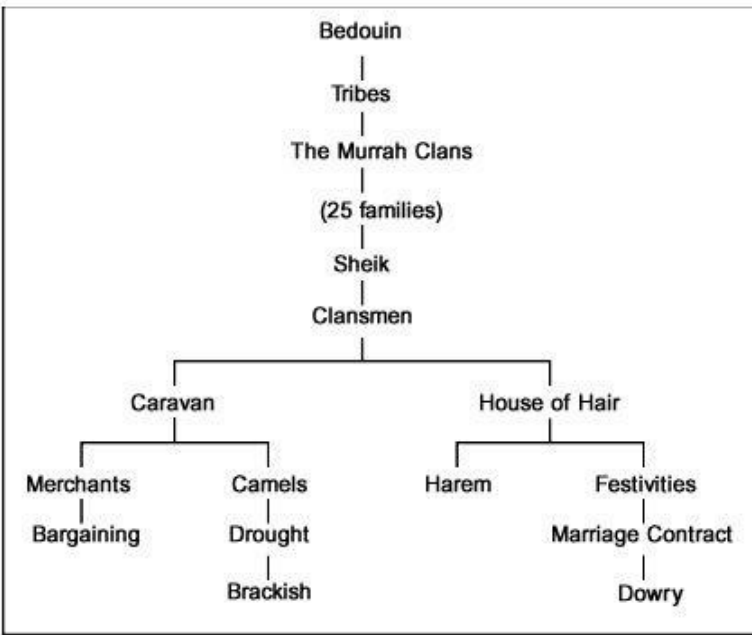 Bedouin
Tribes
The Murrah Clans
(25 families)
Sheik
Clansmen
Caravan House of Hair
Merchants Camels Harem Festivities
Bargaining Drought Marriage Contract
Brackish Dowry